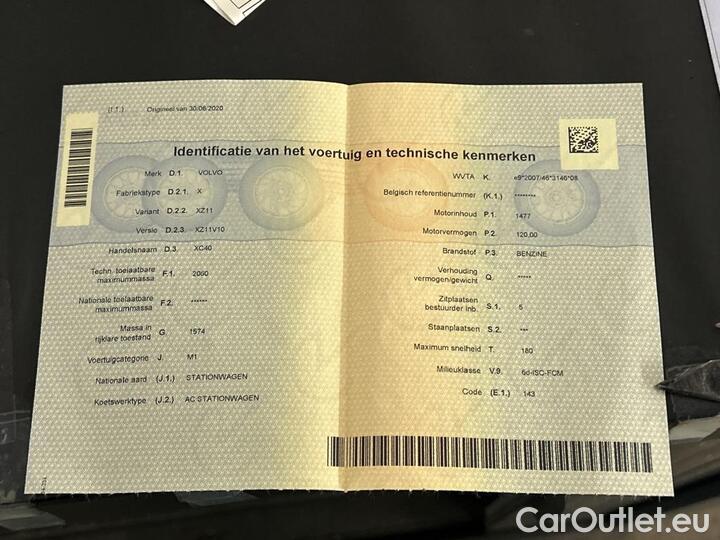 (I.1.) Origineel van 30/06/2020
Identificatie van het voertuig en technische kenmerken
Merk D.1. VOLVO
Fabriekstype D.2.1. X
Variant D.2.2. XZ11
Versie D.2.3. XZ11V10
Handelsnaam D.3. XC40
Techn. toelaatbare
maximummassa F.1. 2060
Nationale toelaatbare
maximummassa F.2. ******
Massa in
rijklare toestand G. 1574
Voertuigcategorie J. M1
Nationale aard (J.1.) STATIONWAGEN
Koetswerktype (J.2.) AC STATIONWAGEN
WVTA K. e9*2007/46*3146*08
Belgisch referentienummer (K.1.) ********
Motorinhoud P.1. 1477
Motorvermogen P.2. 120,00
Brandstof P.3. BENZINE
Verhouding
vermogen/gewicht Q. *****
Zitplaatsen
bestuurder inb. S.1. 5
Staanplaatsen S.2. ***
Maximum snelheid T. 180
Milieuklasse V.9. 6d-ISC-FCM
Code (E.1.) 143
CarOutlet.eu